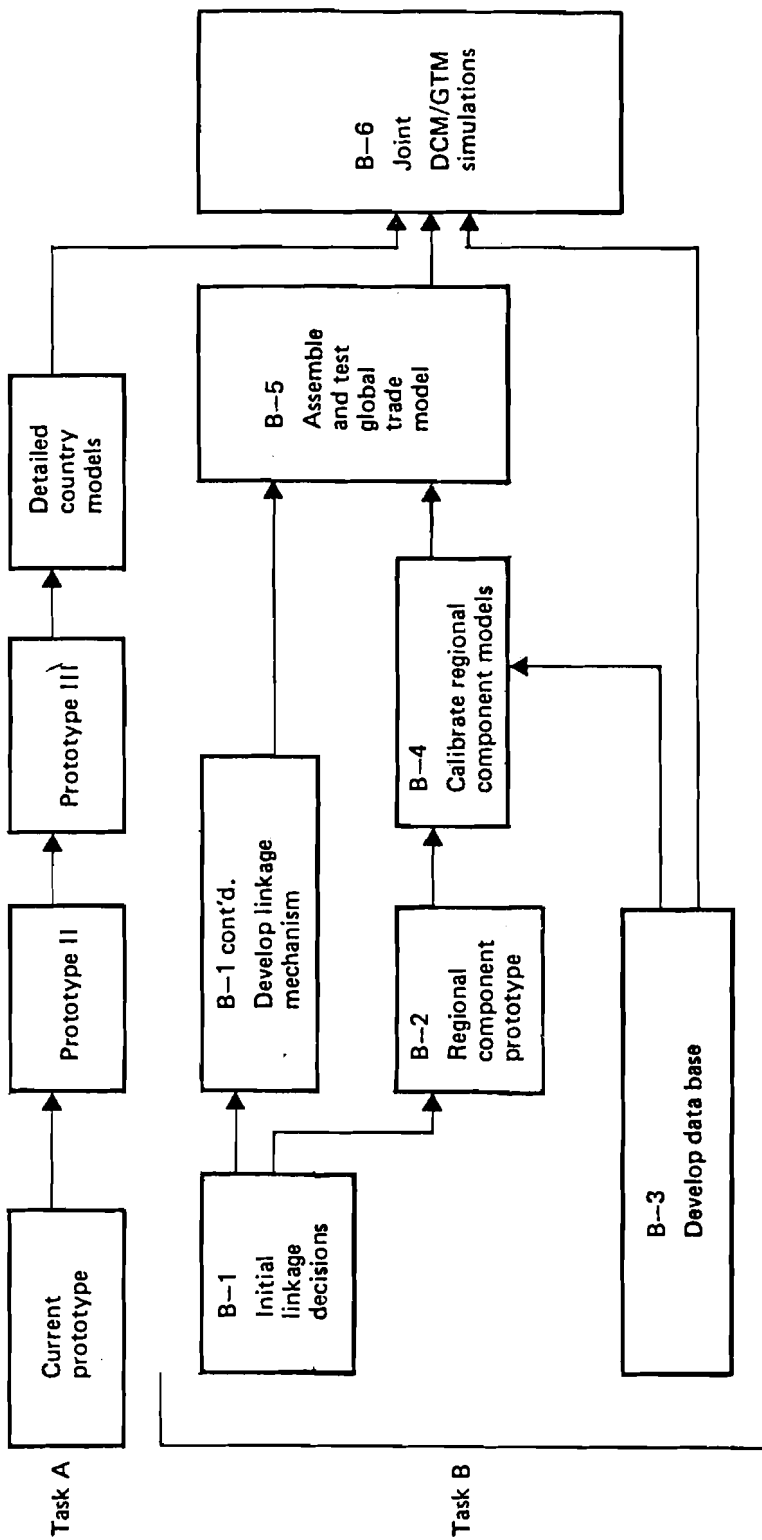 Task A
Current
prototype
Prototype II
Prototype III
Detailed
country
models
Task B
B–1
Initial
linkage
decisions
B–1 cont'd.
Develop linkage
mechanism
B–2
Regional
component
prototype
B–3
Develop data base
B–4
Calibrate regional
component models
B–5
Assemble
and test
global
trade
model
B–6
Joint
DCM/GTM
simulations